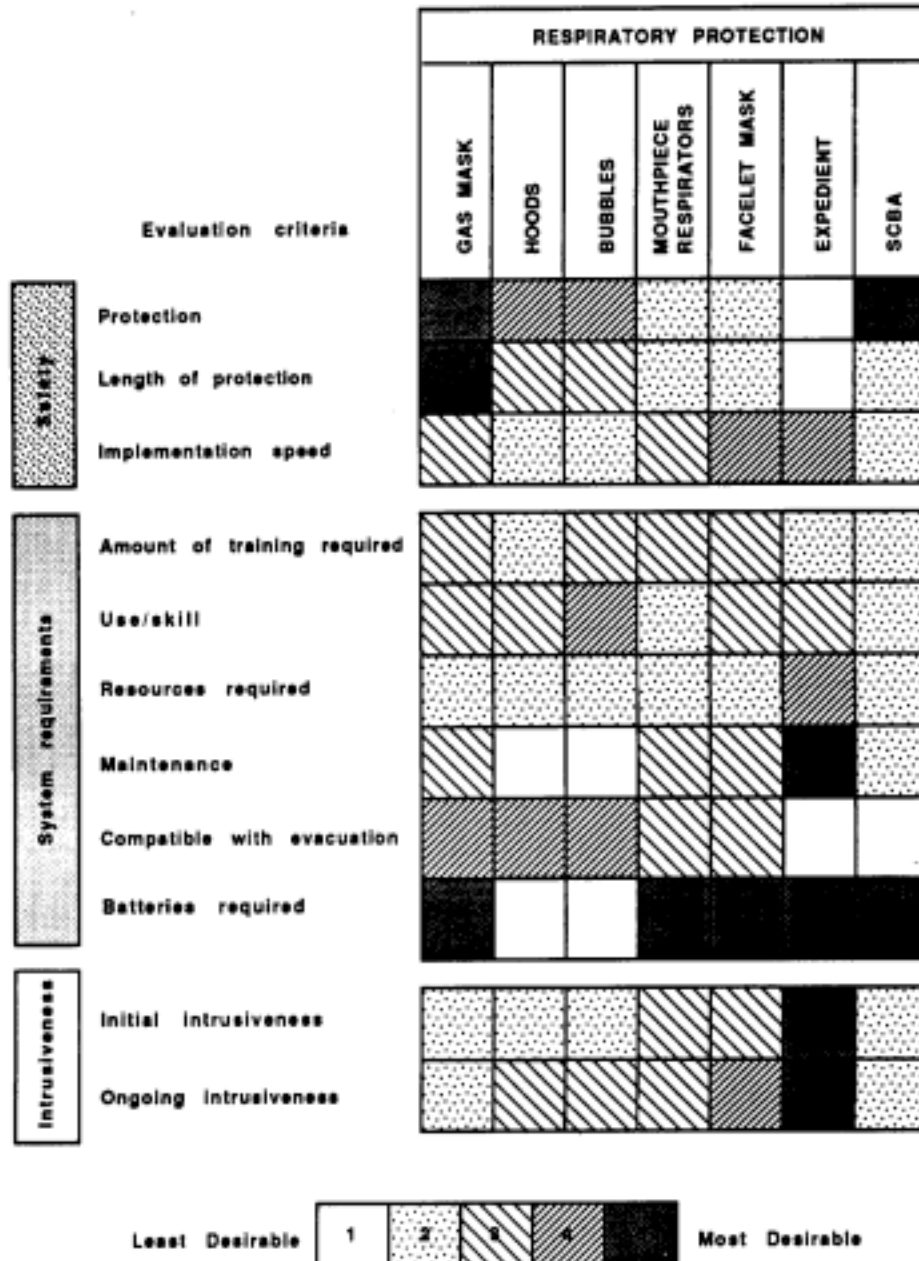 RESPIRATORY PROTECTION
GAS MASK
HOODS
BUBBLES
MOUTHPIECE
RESPIRATORS
FACELET MASK
EXPEDIENT
SCBA
Evaluation criteria
Safety
Protection
Length of protection
Implementation speed
System requirements
Amount of training required
Use/skill
Resources required
Maintenance
Compatible with evacuation
Batteries required
Intrusiveness
Initial intrusiveness
Ongoing intrusiveness
Least Desirable 1 2 3 4 Most Desirable